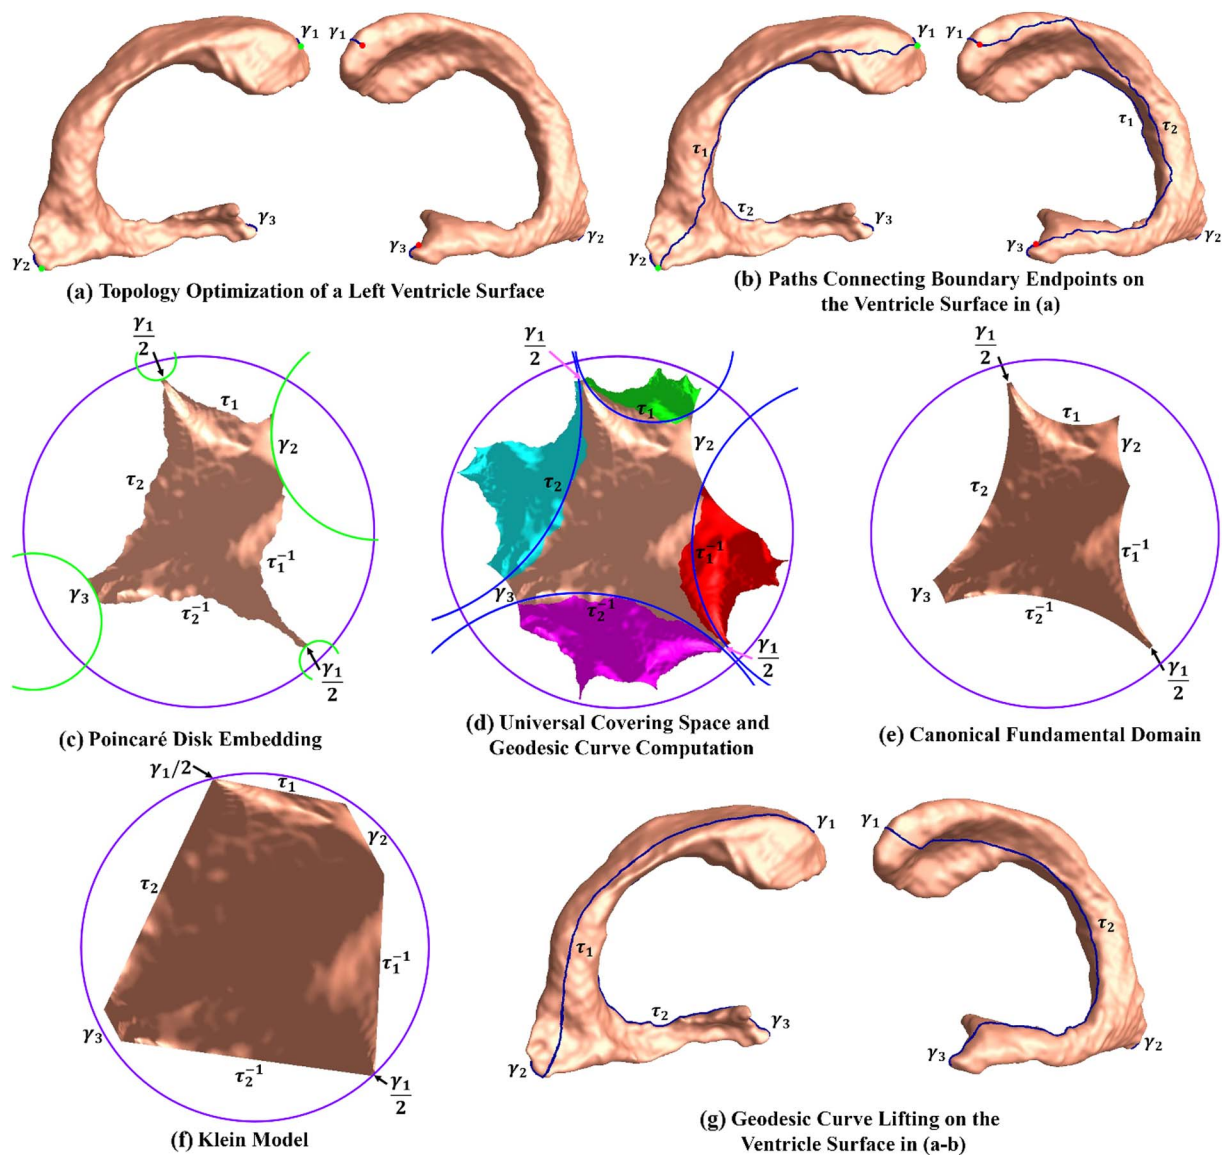 γ1
γ1
γ3
γ2
γ3
γ2
(a) Topology Optimization of a Left Ventricle Surface
γ1
γ1
τ1
τ2
τ1
τ2
γ3
γ2
γ3
γ2
(b) Paths Connecting Boundary Endpoints on
the Ventricle Surface in (a)
γ1/2
τ1
γ2
τ2
τ1^-1
γ3
τ2^-1
γ1/2
(c) Poincaré Disk Embedding
γ1/2
τ1
γ2
τ2
τ1^-1
γ3
τ2^-1
γ1/2
(d) Universal Covering Space and
Geodesic Curve Computation
γ1/2
τ1
γ2
τ2
τ1^-1
γ3
τ2^-1
γ1/2
(e) Canonical Fundamental Domain
γ1/2
τ1
γ2
τ2
τ1^-1
γ3
τ2^-1
γ1/2
(f) Klein Model
γ1
γ1
τ1
τ2
τ2
γ3
γ2
γ3
γ2
(g) Geodesic Curve Lifting on the
Ventricle Surface in (a-b)